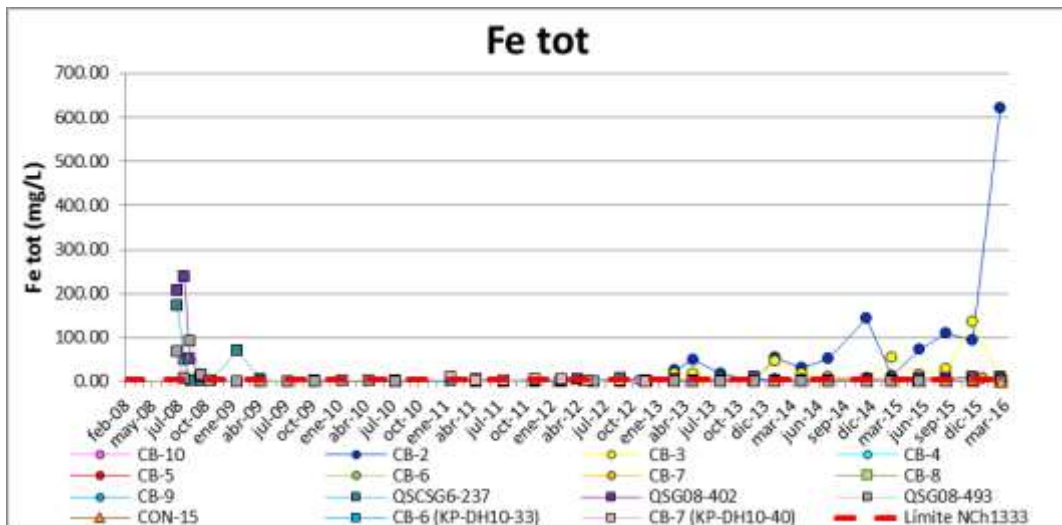 Fe tot
Fe tot (mg/L)
700.00
600.00
500.00
400.00
300.00
200.00
100.00
0.00
feb-08
may-08
jul-08
oct-08
ene-09
abr-09
jul-09
oct-09
ene-10
abr-10
jul-10
oct-10
ene-11
abr-11
jul-11
oct-11
ene-12
abr-12
jul-12
oct-12
ene-13
abr-13
jul-13
oct-13
dic-13
mar-14
jun-14
sep-14
dic-14
mar-15
jun-15
sep-15
dic-15
mar-16
CB-10 CB-2 CB-3 CB-4
CB-5 CB-6 CB-7 CB-8
CB-9 QSCSG6-237 QSG08-402 QSG08-493
CON-15 CB-6 (KP-DH10-33) CB-7 (KP-DH10-40) Límite NCh1333